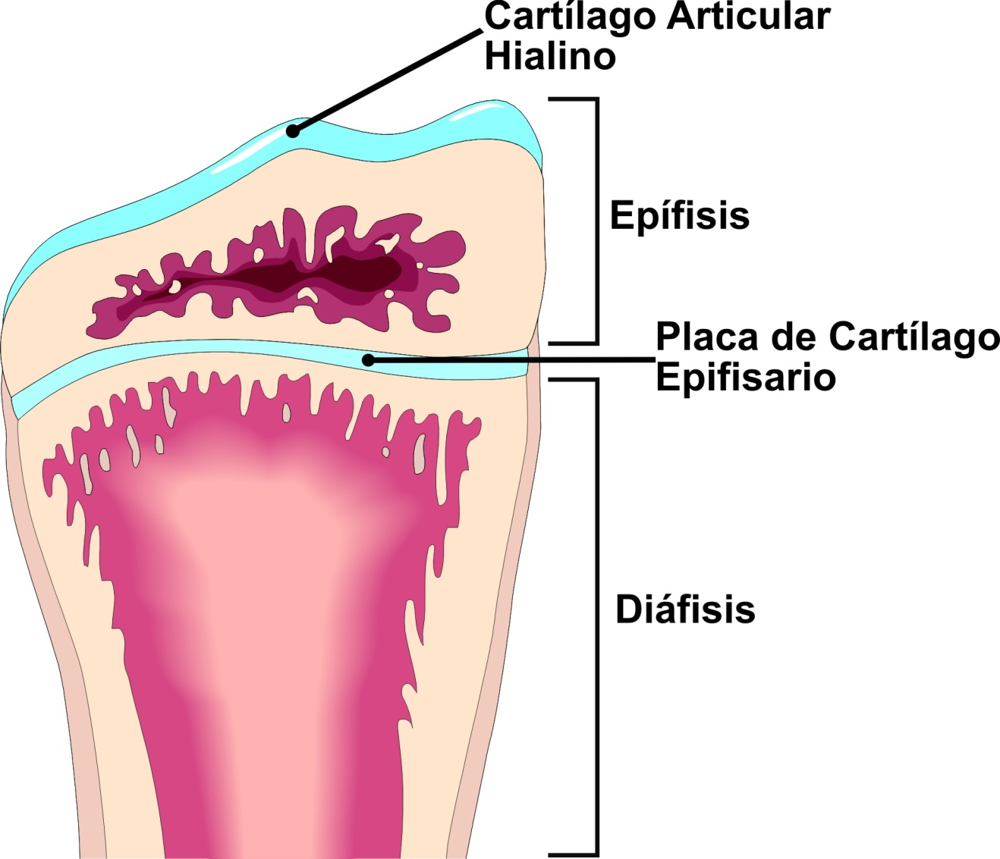 Cartílago Articular
Hialino
Epífisis
Placa de Cartílago
Epifisario
Diáfisis